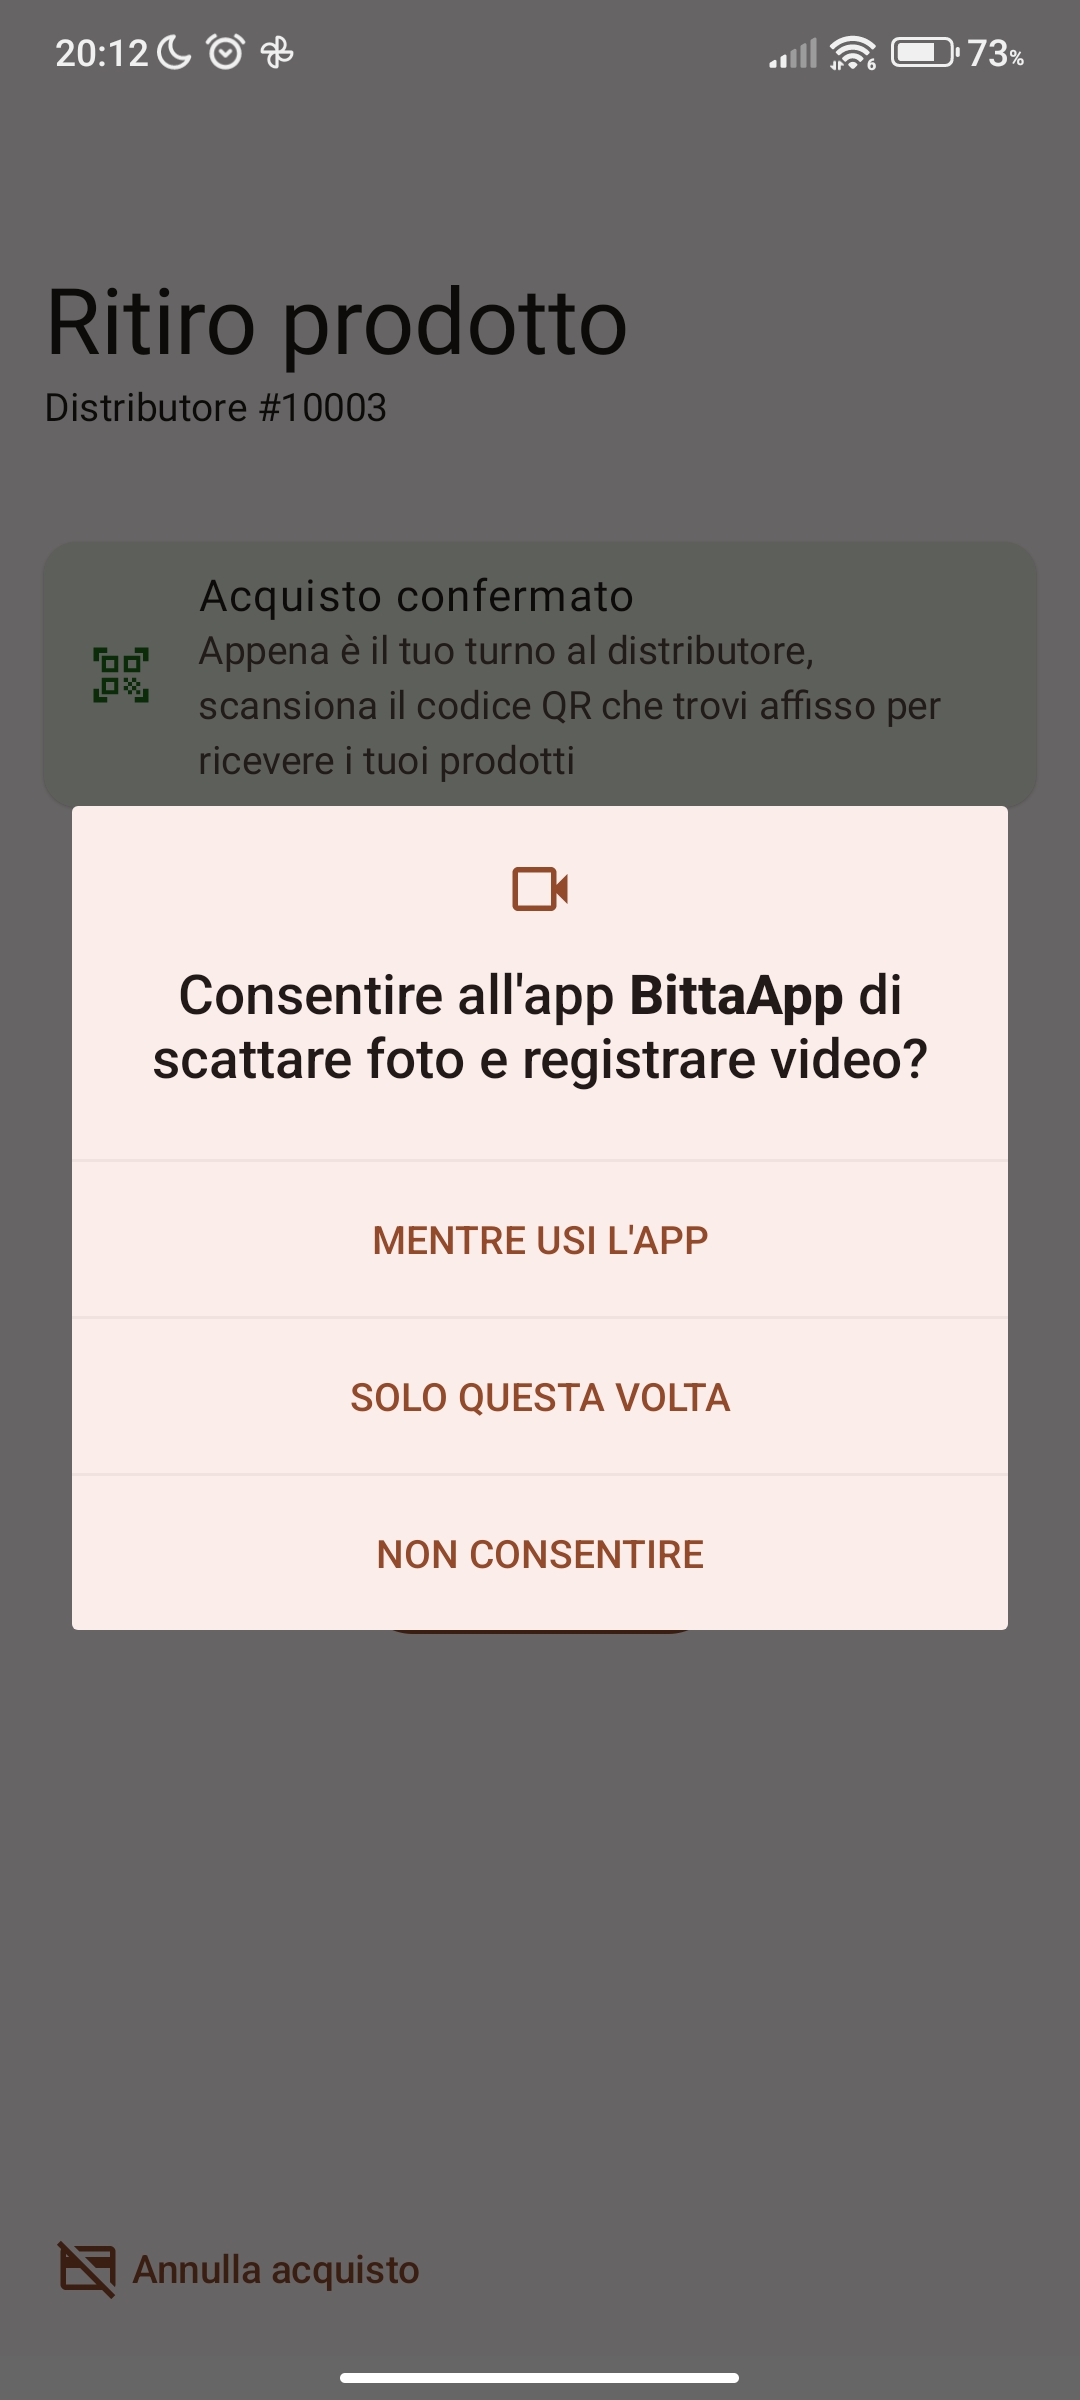 20:12
6
73%
Ritiro prodotto
Distributore #10003
Acquisto confermato
Appena è il tuo turno al distributore,
scansiona il codice QR che trovi affisso per
ricevere i tuoi prodotti
Consentire all'app BittaApp di
scattare foto e registrare video?
MENTRE USI L'APP
SOLO QUESTA VOLTA
NON CONSENTIRE
Annulla acquisto